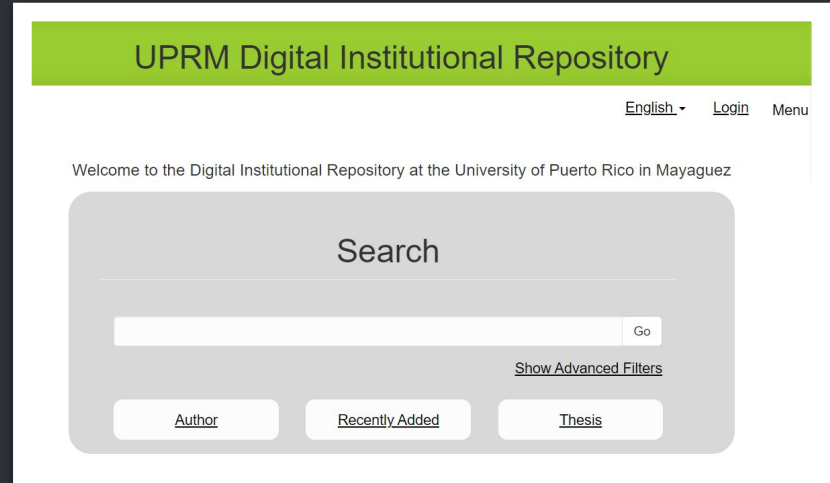 UPRM Digital Institutional Repository
English Login Menu
Welcome to the Digital Institutional Repository at the University of Puerto Rico in Mayaguez
Search
Go
Show Advanced Filters
Author Recently Added Thesis